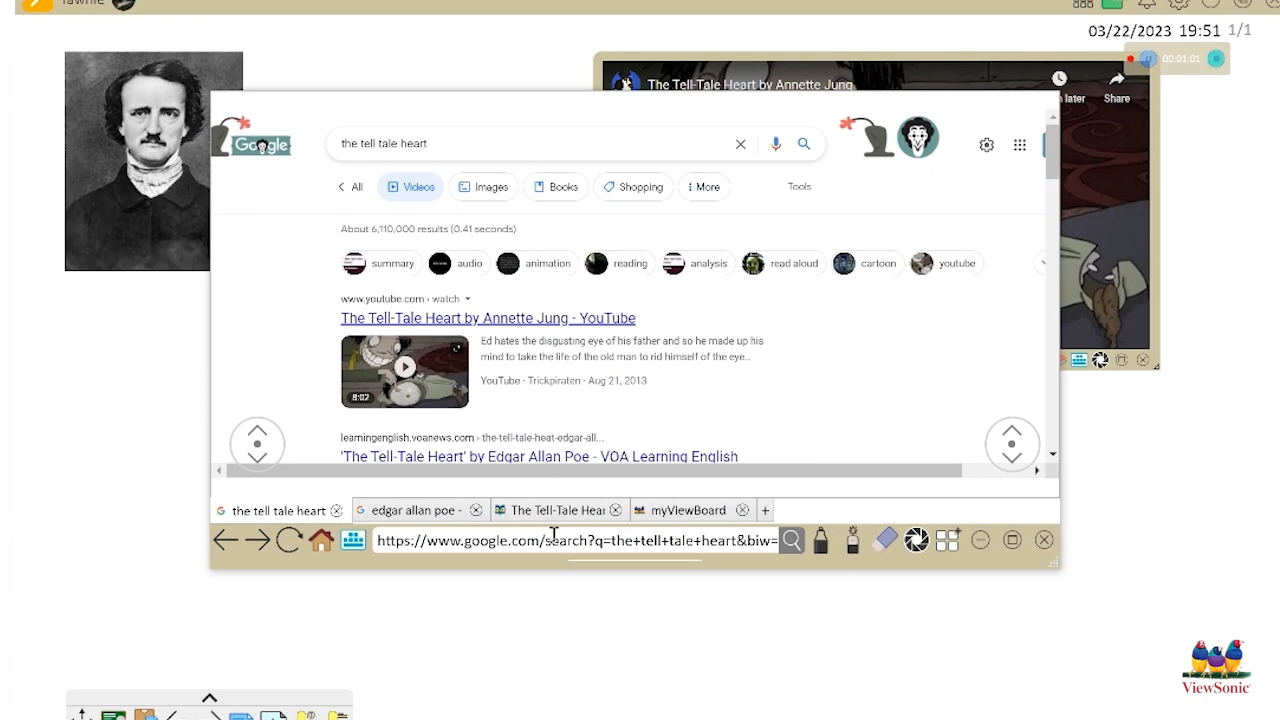 03/22/2023 19:51 1/1
00:01:01
The Tell-Tale Heart by Annette Jung
later
Share
Google
the tell tale heart
All
Videos
Images
Books
Shopping
More
Tools
About 6,110,000 results (0.41 seconds)
summary
audio
animation
reading
analysis
read aloud
cartoon
youtube
www.youtube.com › watch
The Tell-Tale Heart by Annette Jung - YouTube
Ed hates the disgusting eye of his father and so he made up his
mind to take the life of the old man to rid himself of the eye...
8:02
YouTube · Trickpiraten · Aug 21, 2013
learningenglish.voanews.com › the-tell-tale-heat-edgar-all...
'The Tell-Tale Heart' by Edgar Allan Poe - VOA Learning English
the tell tale heart
edgar allan poe -
The Tell-Tale Hear
myViewBoard
+
https://www.google.com/search?q=the+tell+tale+heart&biw=
ViewSonic